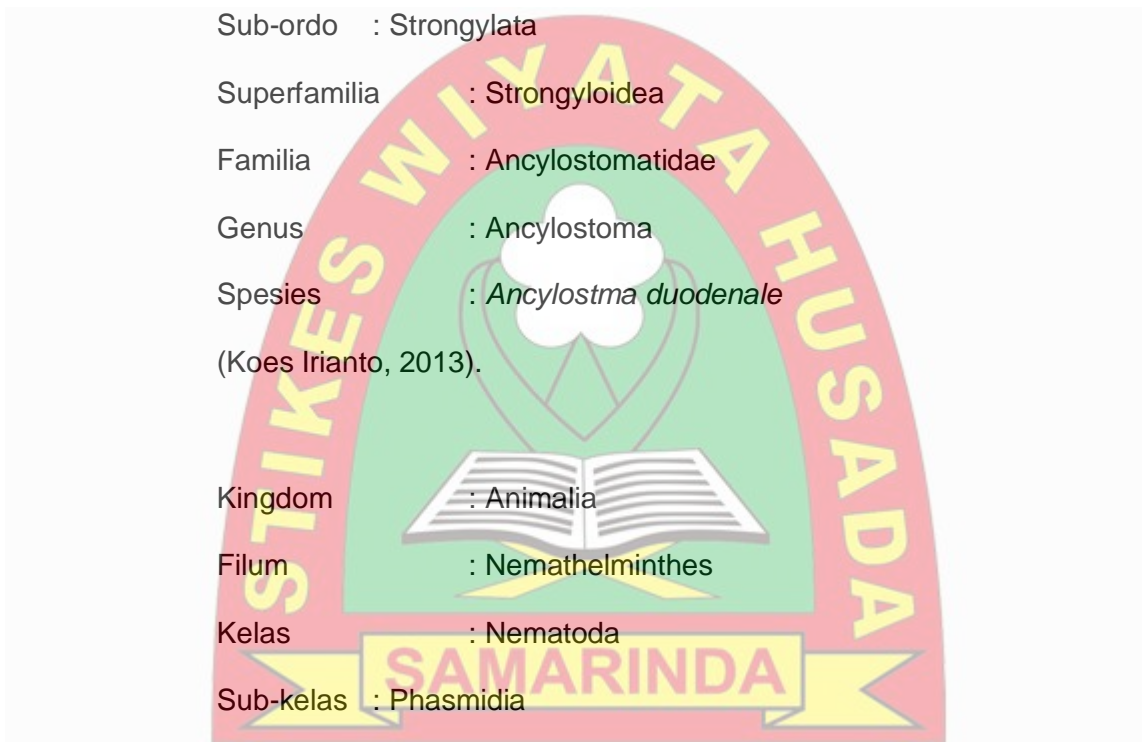 Sub-ordo : Strongylata
Superfamilia : Strongyloidea
Familia : Ancylostomatidae
Genus : Ancylostoma
Spesies : Ancylostma duodenale
(Koes Irianto, 2013).
Kingdom : Animalia
Filum : Nemathelminthes
Kelas : Nematoda
Sub-kelas : Phasmidia
STIKES WIYATA HUSADA
SAMARINDA